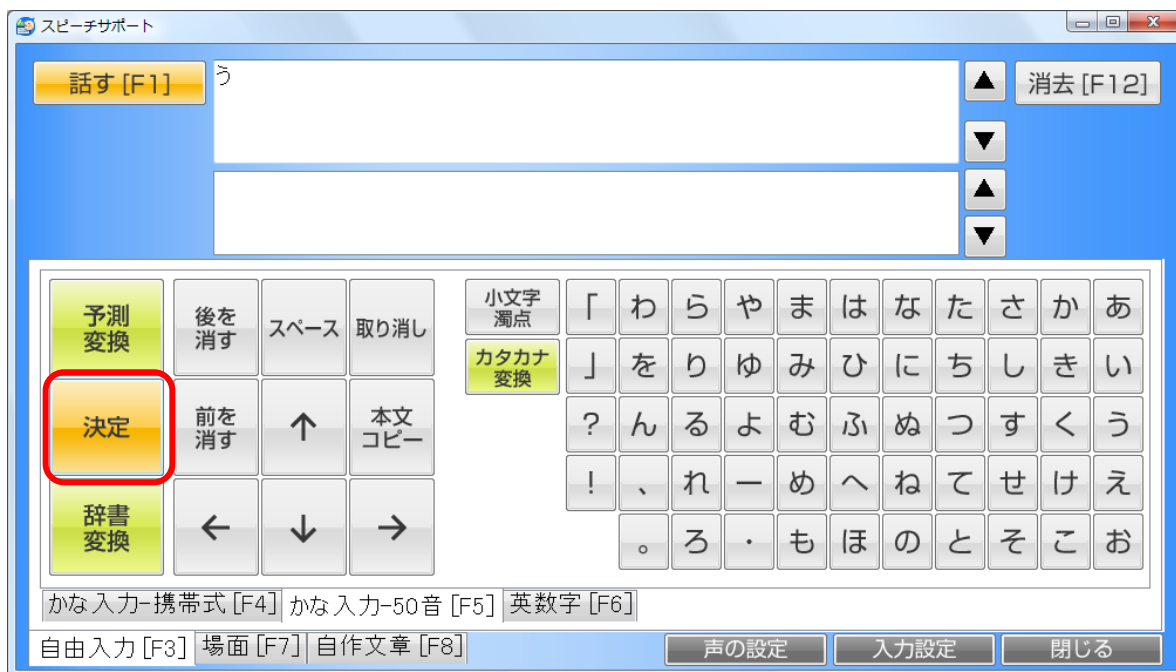 スピーチサポート
話す [F1]
う
▲
消去 [F12]
▼
▲
▼
予測
変換
後を
消す
スペース
取り消し
小文字
濁点
「 わ ら や ま は な た さ か あ
カタカナ
変換
」 を り ゆ み ひ に ち し き い
決定
前を
消す
↑
本文
コピー
? ん る よ む ふ ぬ つ す く う
! 、 れ ー め へ ね て せ け え
辞書
変換
← ↓ →
。 ろ ・ も ほ の と そ こ お
かな入力-携帯式 [F4] かな入力-50音 [F5] 英数字 [F6]
自由入力 [F3] 場面 [F7] 自作文章 [F8] 声の設定 入力設定 閉じる